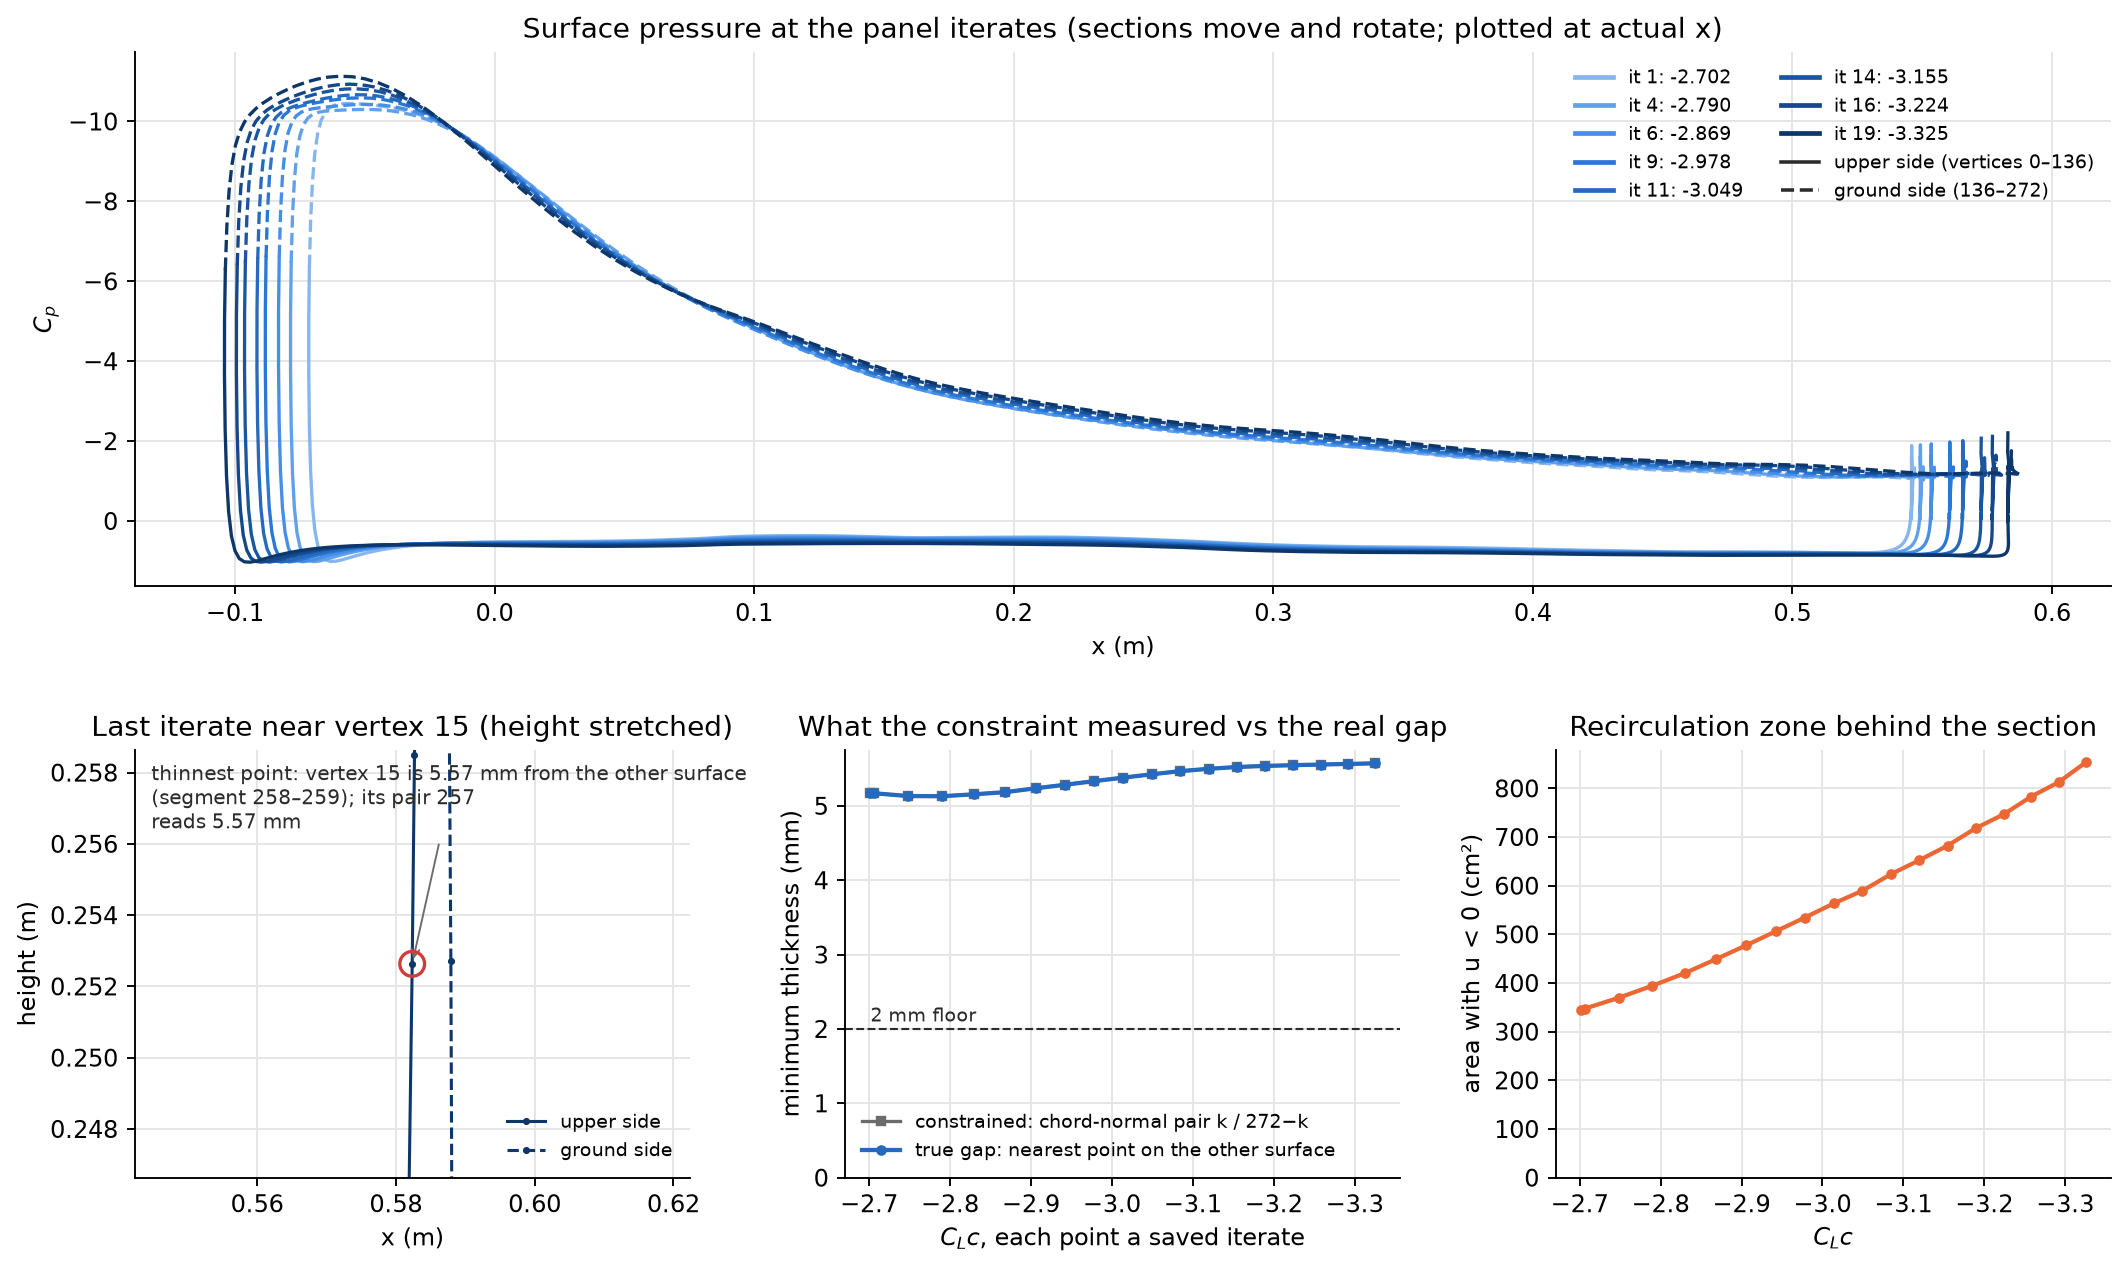 Surface pressure at the panel iterates (sections move and rotate; plotted at actual x)
it 1: -2.702
it 4: -2.790
it 6: -2.869
it 9: -2.978
it 11: -3.049
it 14: -3.155
it 16: -3.224
it 19: -3.325
upper side (vertices 0–136)
ground side (136–272)
−10
−8
−6
−4
−2
0
Cp
−0.1
0.0
0.1
0.2
0.3
0.4
0.5
0.6
x (m)
Last iterate near vertex 15 (height stretched)
thinnest point: vertex 15 is 5.57 mm from the other surface
(segment 258–259); its pair 257
reads 5.57 mm
0.258
0.256
0.254
0.252
0.250
0.248
height (m)
upper side
ground side
0.56
0.58
0.60
0.62
x (m)
What the constraint measured vs the real gap
5
4
3
2
1
0
minimum thickness (mm)
2 mm floor
constrained: chord-normal pair k / 272−k
true gap: nearest point on the other surface
−2.7
−2.8
−2.9
−3.0
−3.1
−3.2
−3.3
CLc, each point a saved iterate
Recirculation zone behind the section
800
700
600
500
400
300
200
100
0
area with u < 0 (cm²)
−2.7
−2.8
−2.9
−3.0
−3.1
−3.2
−3.3
CLc